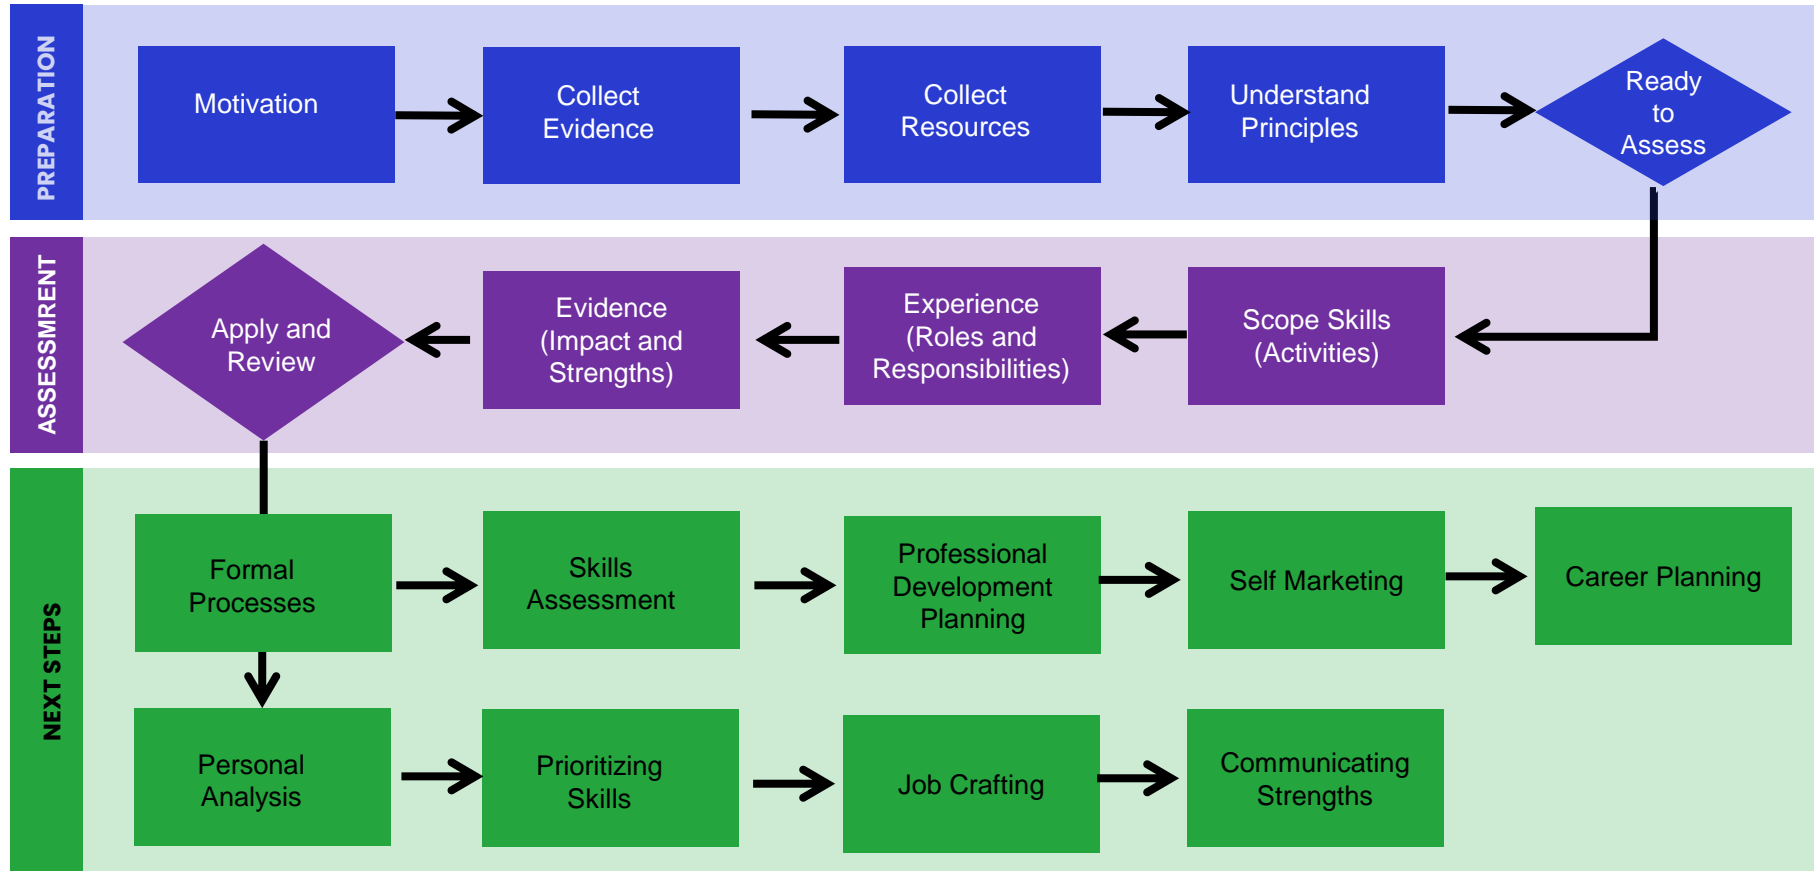 PREPARATION
Motivation
Collect
Evidence
Collect
Resources
Understand
Principles
Ready
to
Assess
ASSESSMRENT
Apply and
Review
Evidence
(Impact and
Strengths)
Experience
(Roles and
Responsibilities)
Scope Skills
(Activities)
NEXT STEPS
Formal
Processes
Skills
Assessment
Professional
Development
Planning
Self Marketing
Career Planning
Personal
Analysis
Prioritizing
Skills
Job Crafting
Communicating
Strengths